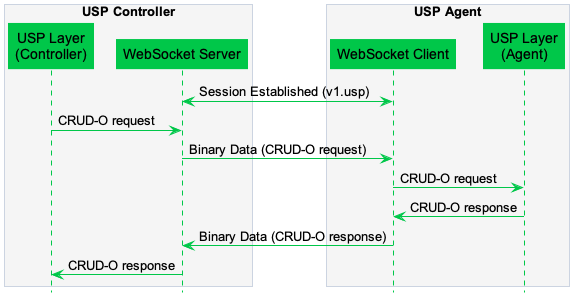 USP Controller
USP Agent
USP Layer
(Controller)
WebSocket Server
WebSocket Client
USP Layer
(Agent)
Session Established (v1.usp)
CRUD-O request
Binary Data (CRUD-O request)
CRUD-O request
CRUD-O response
Binary Data (CRUD-O response)
CRUD-O response